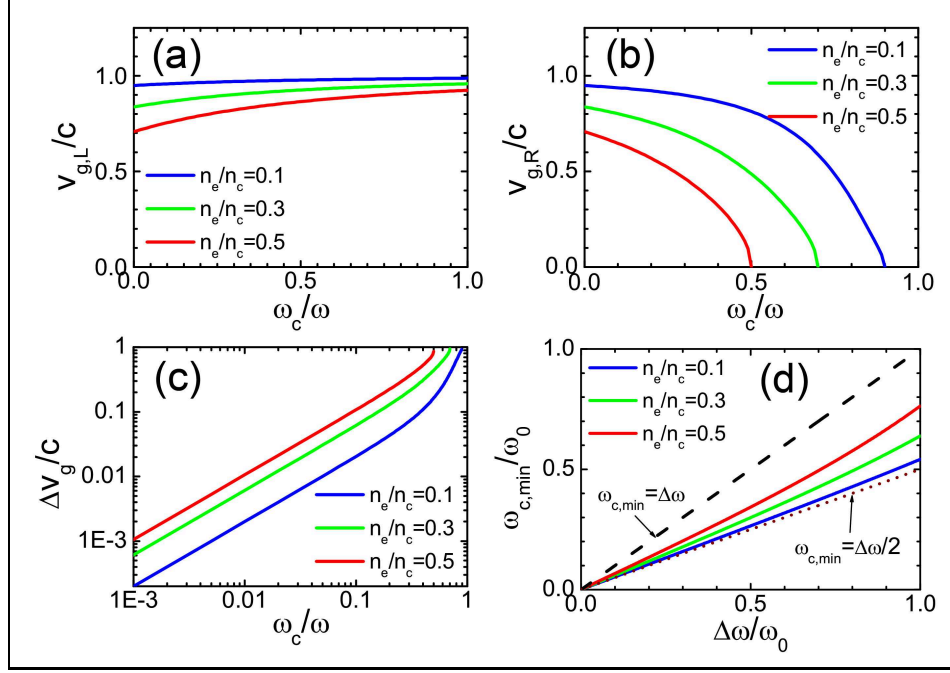 (a)
v_g,L/c
1.0
0.5
0.0
n_e/n_c=0.1
n_e/n_c=0.3
n_e/n_c=0.5
0.0 0.5 1.0
ω_c/ω
(b)
v_g,R/c
1.0
0.5
0.0
n_e/n_c=0.1
n_e/n_c=0.3
n_e/n_c=0.5
0.0 0.5 1.0
ω_c/ω
(c)
Δv_g/c
1
0.1
0.01
1E-3
n_e/n_c=0.1
n_e/n_c=0.3
n_e/n_c=0.5
1E-3 0.01 0.1 1
ω_c/ω
(d)
ω_c,min/ω_0
1.0
0.5
0.0
n_e/n_c=0.1
n_e/n_c=0.3
n_e/n_c=0.5
ω_c,min=Δω
ω_c,min=Δω/2
0.0 0.5 1.0
Δω/ω_0